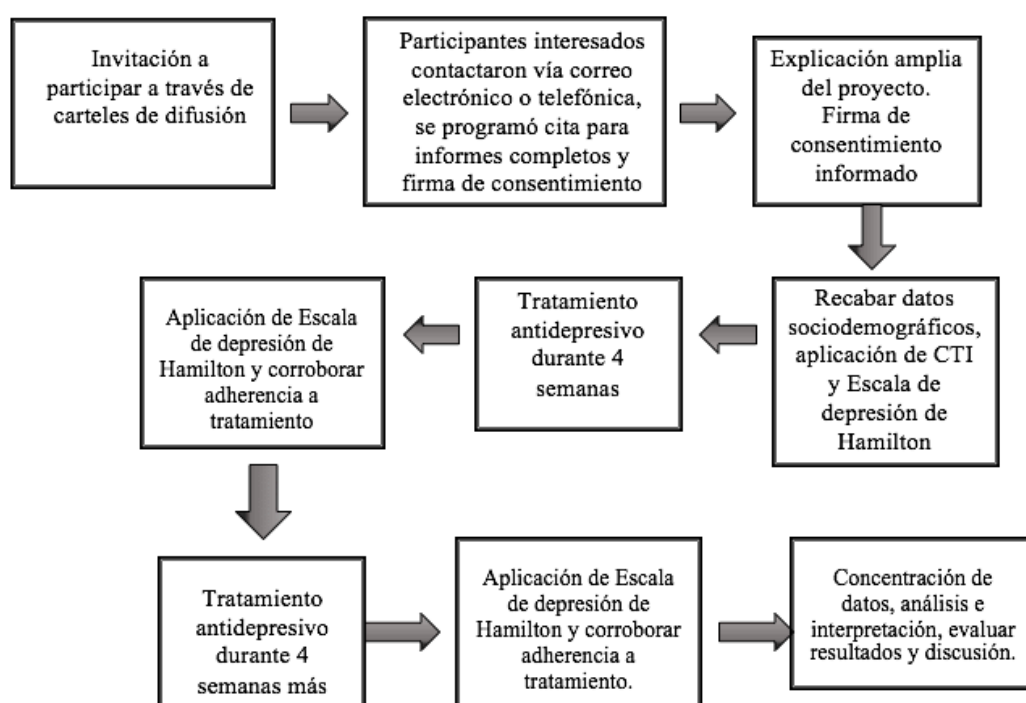 Invitación a
participar a través de
carteles de difusión
Participantes interesados
contactaron vía correo
electrónico o telefónica,
se programó cita para
informes completos y
firma de consentimiento
Explicación amplia
del proyecto.
Firma de
consentimiento
informado
Recabar datos
sociodemográficos,
aplicación de CTI
y Escala de
depresión de
Hamilton
Tratamiento
antidepresivo
durante 4
semanas
Aplicación de Escala
de depresión de
Hamilton y corroborar
adherencia a
tratamiento
Tratamiento
antidepresivo
durante 4
semanas más
Aplicación de Escala
de depresión de
Hamilton y corroborar
adherencia a
tratamiento.
Concentración de
datos, análisis e
interpretación, evaluar
resultados y discusión.